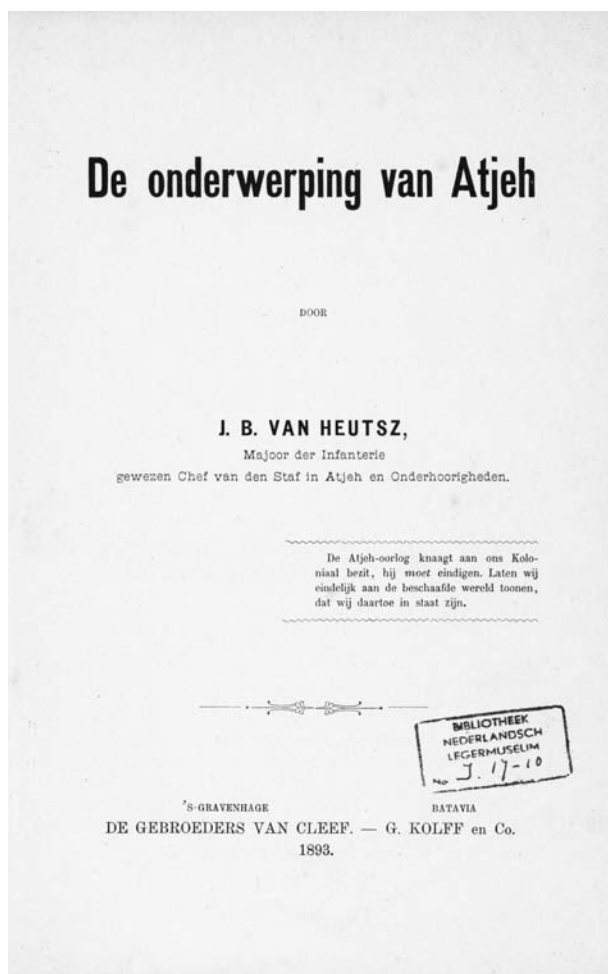 De onderwerping van Atjeh
DOOR
J. B. VAN HEUTSZ,
Majoor der Infanterie
gewezen Chef van den Staf in Atjeh en Onderhoorigheden.
De Atjeh-oorlog knaagt aan ons Kolo-
niaal bezit, hij moet eindigen. Laten wij
eindelijk aan de beschaafde wereld toonen,
dat wij daartoe in staat zijn.
BIBLIOTHEEK
NEDERLANDSCH
LEGERMUSEUM
No J. 17-10
'S-GRAVENHAGE BATAVIA
DE GEBROEDERS VAN CLEEF. — G. KOLFF en Co.
1893.